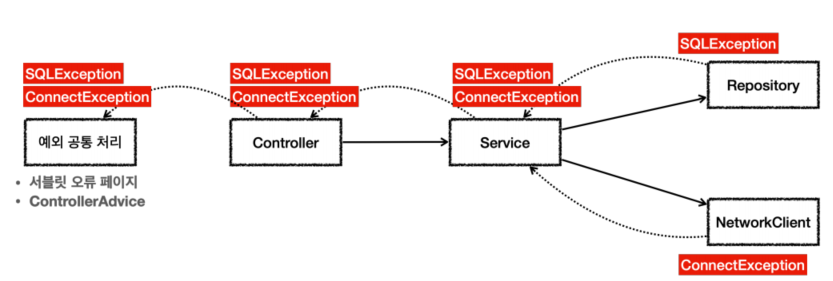 SQLException
SQLException
ConnectException
SQLException
ConnectException
SQLException
ConnectException
Repository
예외 공통 처리
Controller
Service
• 서블릿 오류 페이지
• ControllerAdvice
NetworkClient
ConnectException